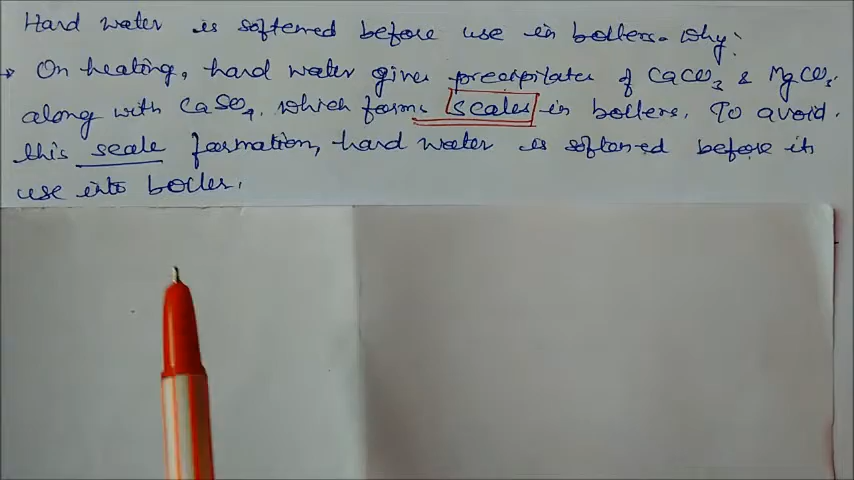 Hard water is softened before use in boilers. why?
On heating, hard water gives precipitates of CaCO3 & MgCO3.
along with CaSO4. which forms scales in boilers. To avoid.
this scale formation, hard water is softened before its
use into boiler.